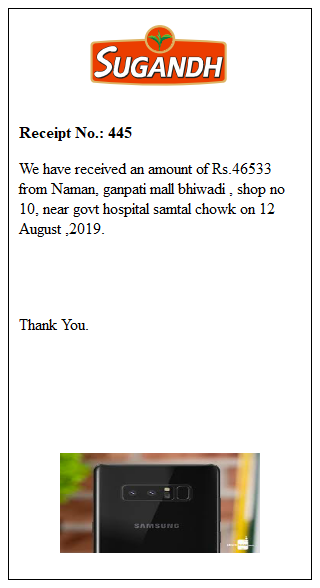 SUGANDH
Receipt No.: 445
We have received an amount of Rs.46533
from Naman, ganpati mall bhiwadi , shop no
10, near govt hospital samtal chowk on 12
August ,2019.
Thank You.
SAMSUNG